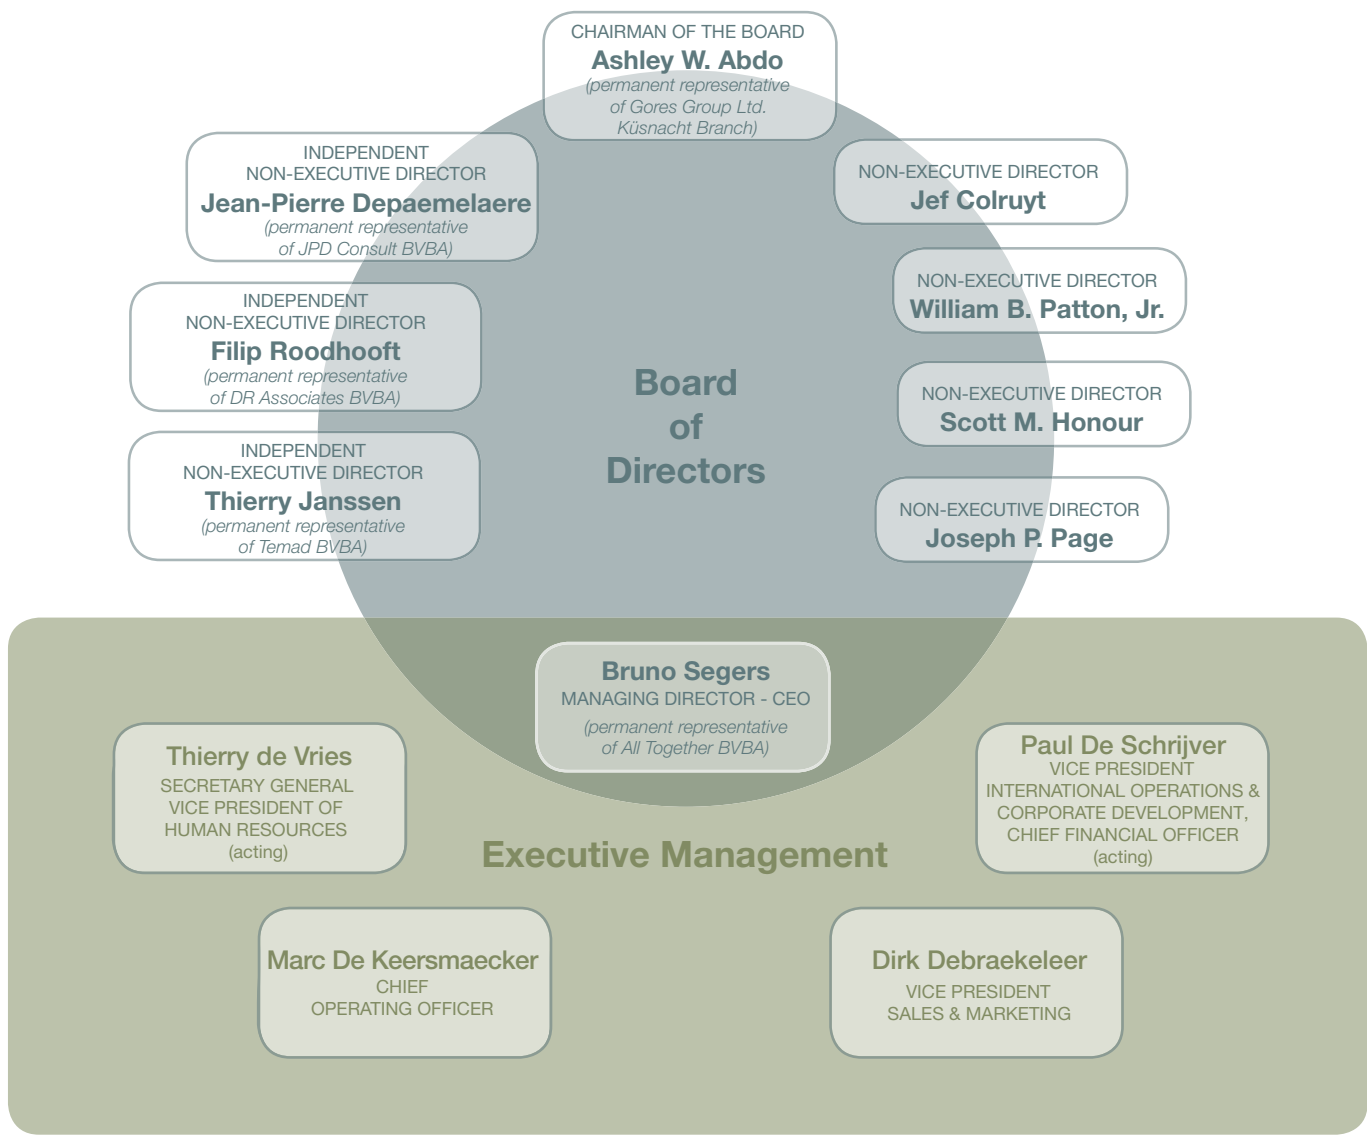 CHAIRMAN OF THE BOARD
Ashley W. Abdo
(permanent representative
of Gores Group Ltd.
Küsnacht Branch)
INDEPENDENT
NON-EXECUTIVE DIRECTOR
Jean-Pierre Depaemelaere
(permanent representative
of JPD Consult BVBA)
INDEPENDENT
NON-EXECUTIVE DIRECTOR
Filip Roodhooft
(permanent representative
of DR Associates BVBA)
INDEPENDENT
NON-EXECUTIVE DIRECTOR
Thierry Janssen
(permanent representative
of Temad BVBA)
Board
of
Directors
NON-EXECUTIVE DIRECTOR
Jef Colruyt
NON-EXECUTIVE DIRECTOR
William B. Patton, Jr.
NON-EXECUTIVE DIRECTOR
Scott M. Honour
NON-EXECUTIVE DIRECTOR
Joseph P. Page
Bruno Segers
MANAGING DIRECTOR - CEO
(permanent representative
of All Together BVBA)
Thierry de Vries
SECRETARY GENERAL
VICE PRESIDENT OF
HUMAN RESOURCES
(acting)
Executive Management
Paul De Schrijver
VICE PRESIDENT
INTERNATIONAL OPERATIONS &
CORPORATE DEVELOPMENT,
CHIEF FINANCIAL OFFICER
(acting)
Marc De Keersmaecker
CHIEF
OPERATING OFFICER
Dirk Debraekeleer
VICE PRESIDENT
SALES & MARKETING